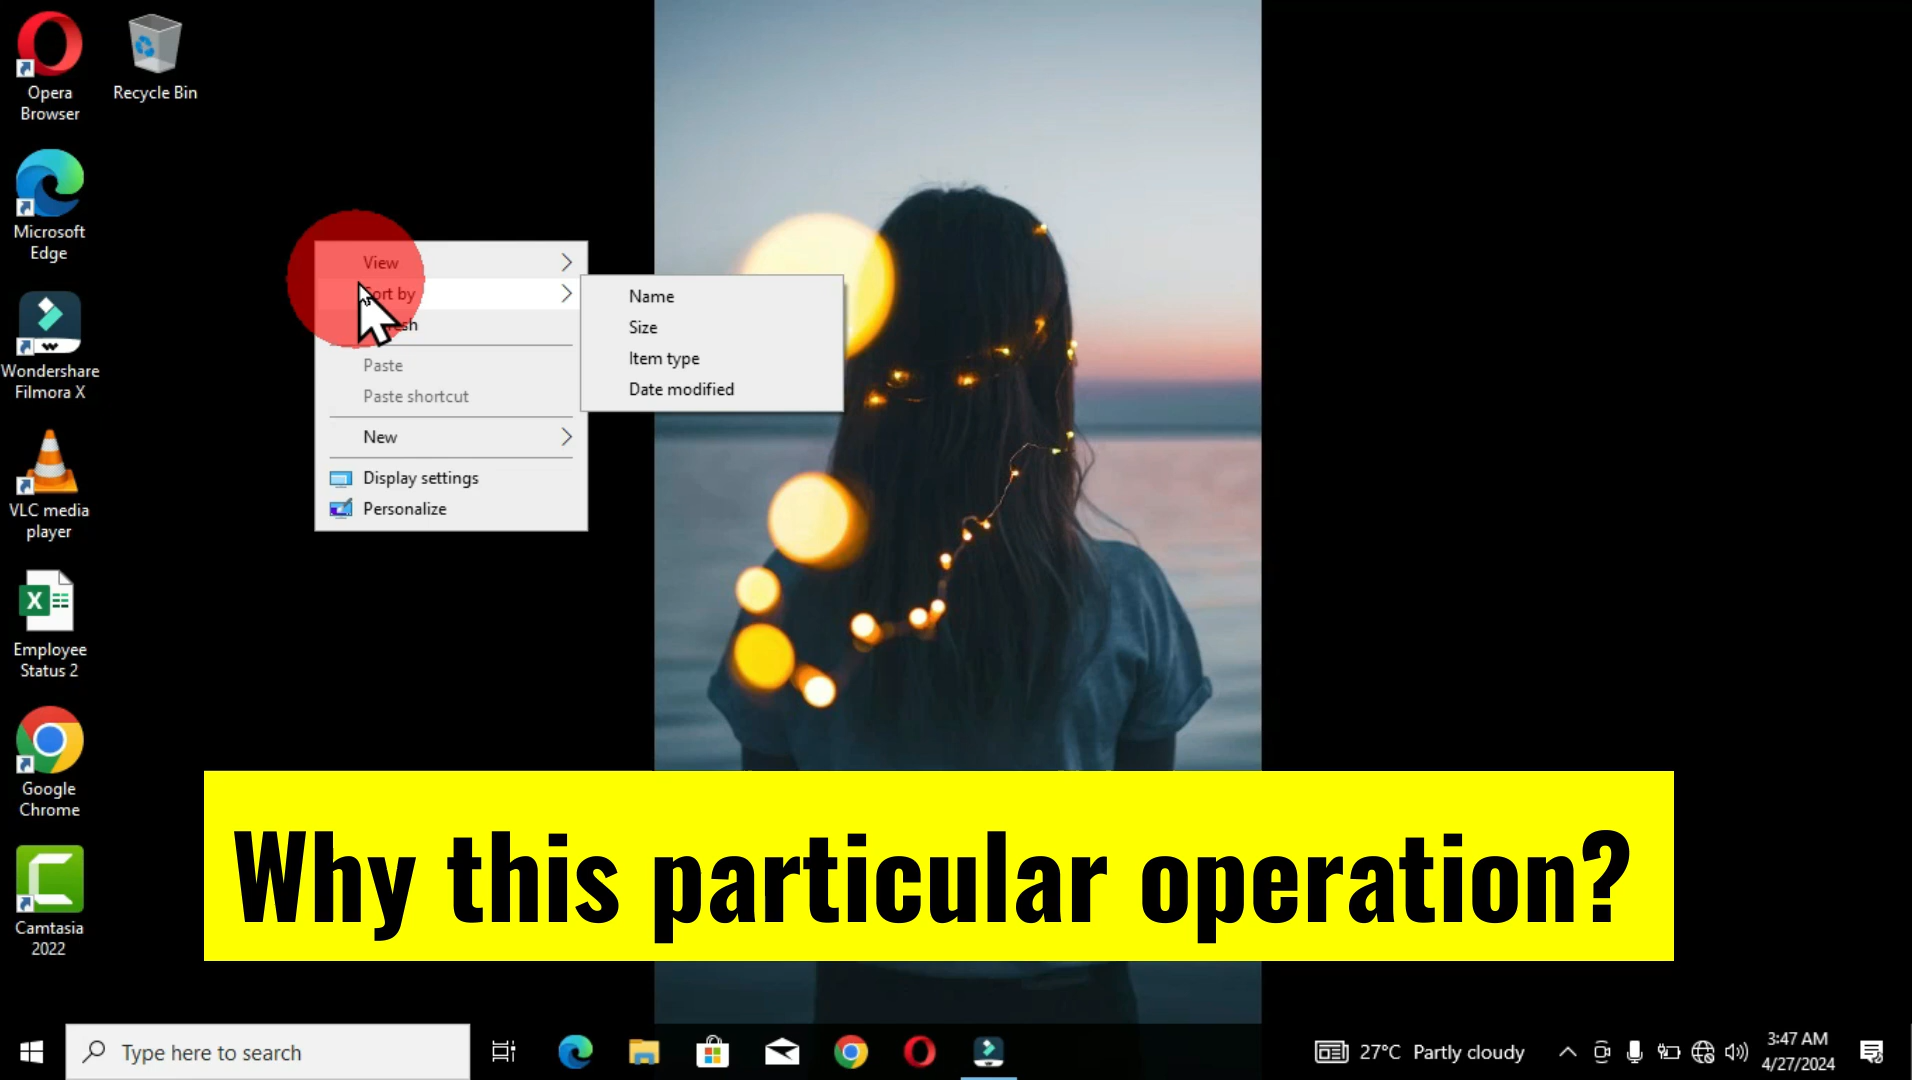 Opera
Browser
Recycle Bin
Microsoft
Edge
Wondershare
Filmora X
VLC media
player
Employee
Status 2
Google
Chrome
Camtasia
2022
View
Sort by
Paste
Paste shortcut
New
Display settings
Personalize
Name
Size
Item type
Date modified
Why this particular operation?
Type here to search
27°C Partly cloudy
3:47 AM
4/27/2024